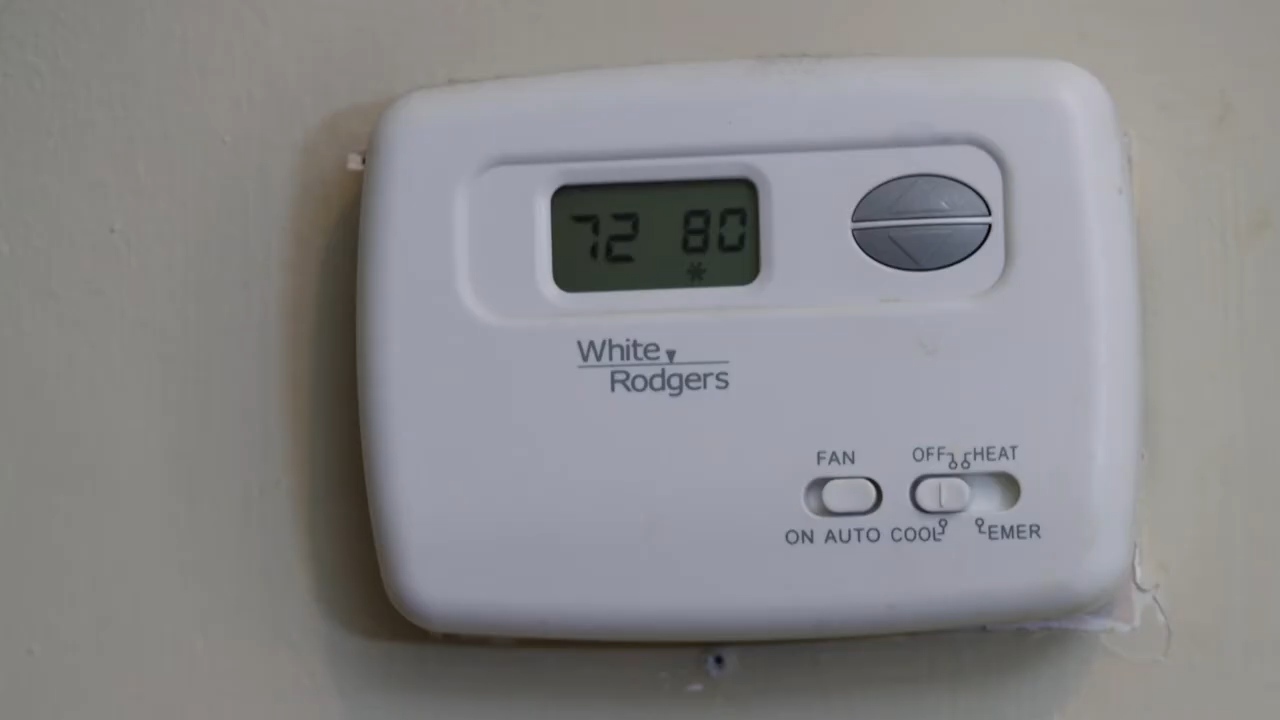 72 80
White
Rodgers
FAN
OFF HEAT
ON AUTO COOL EMER